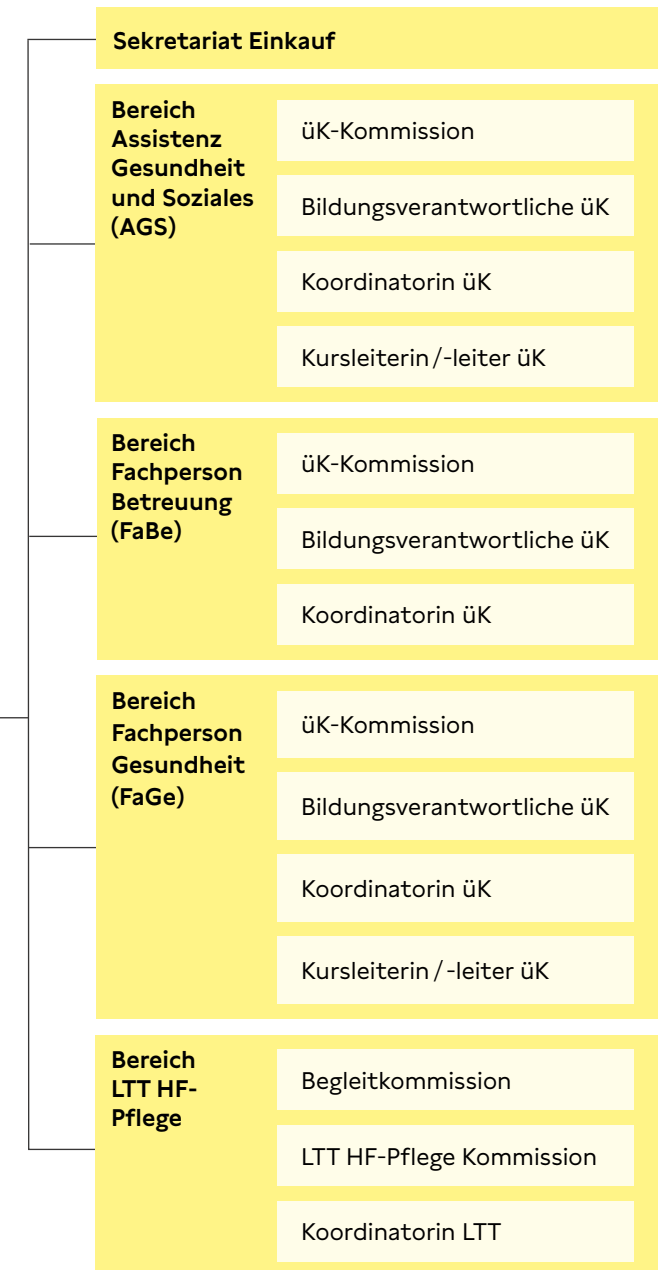 Sekretariat Einkauf
Bereich
Assistenz
Gesundheit
und Soziales
(AGS)
üK-Kommission
Bildungsverantwortliche üK
Koordinatorin üK
Kursleiterin/-leiter üK
Bereich
Fachperson
Betreuung
(FaBe)
üK-Kommission
Bildungsverantwortliche üK
Koordinatorin üK
Bereich
Fachperson
Gesundheit
(FaGe)
üK-Kommission
Bildungsverantwortliche üK
Koordinatorin üK
Kursleiterin/-leiter üK
Bereich
LTT HF-
Pflege
Begleitkommission
LTT HF-Pflege Kommission
Koordinatorin LTT